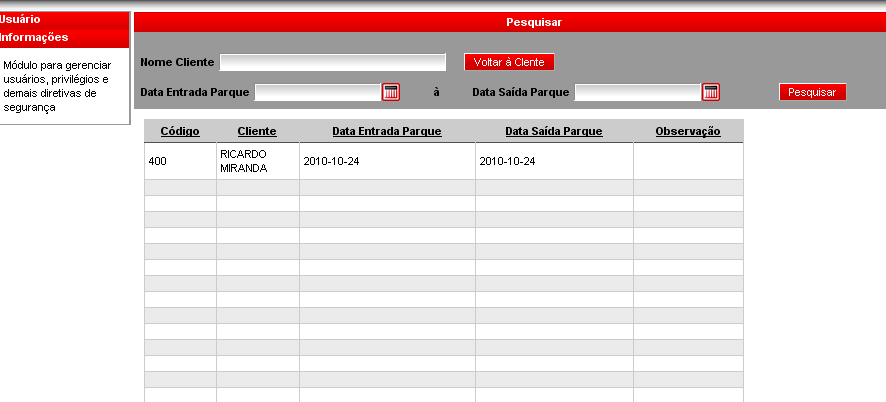 Usuário
Informações
Módulo para gerenciar
usuários, privilégios e
demais diretivas de
segurança
Pesquisar
Nome Cliente Voltar à Cliente
Data Entrada Parque à Data Saída Parque Pesquisar
Código Cliente Data Entrada Parque Data Saída Parque Observação
400 RICARDO MIRANDA 2010-10-24 2010-10-24